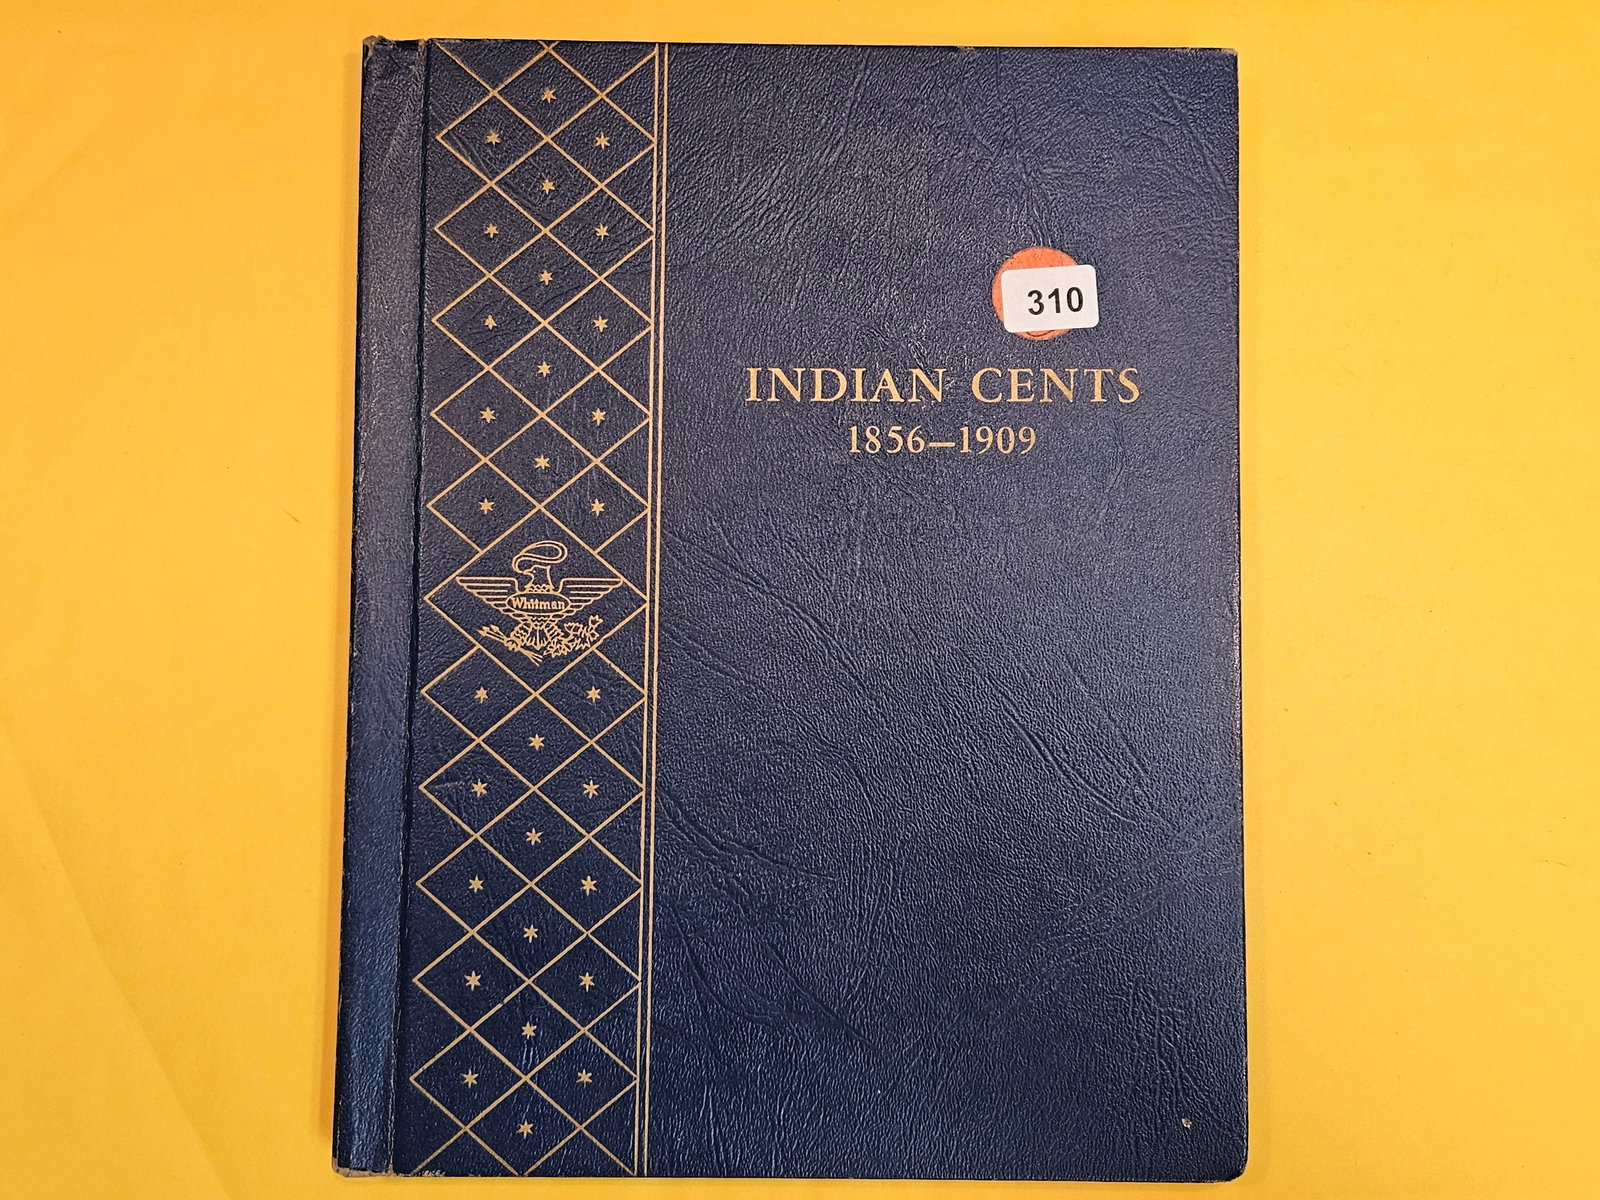 310
INDIAN CENTS
1856–1909
Whitman